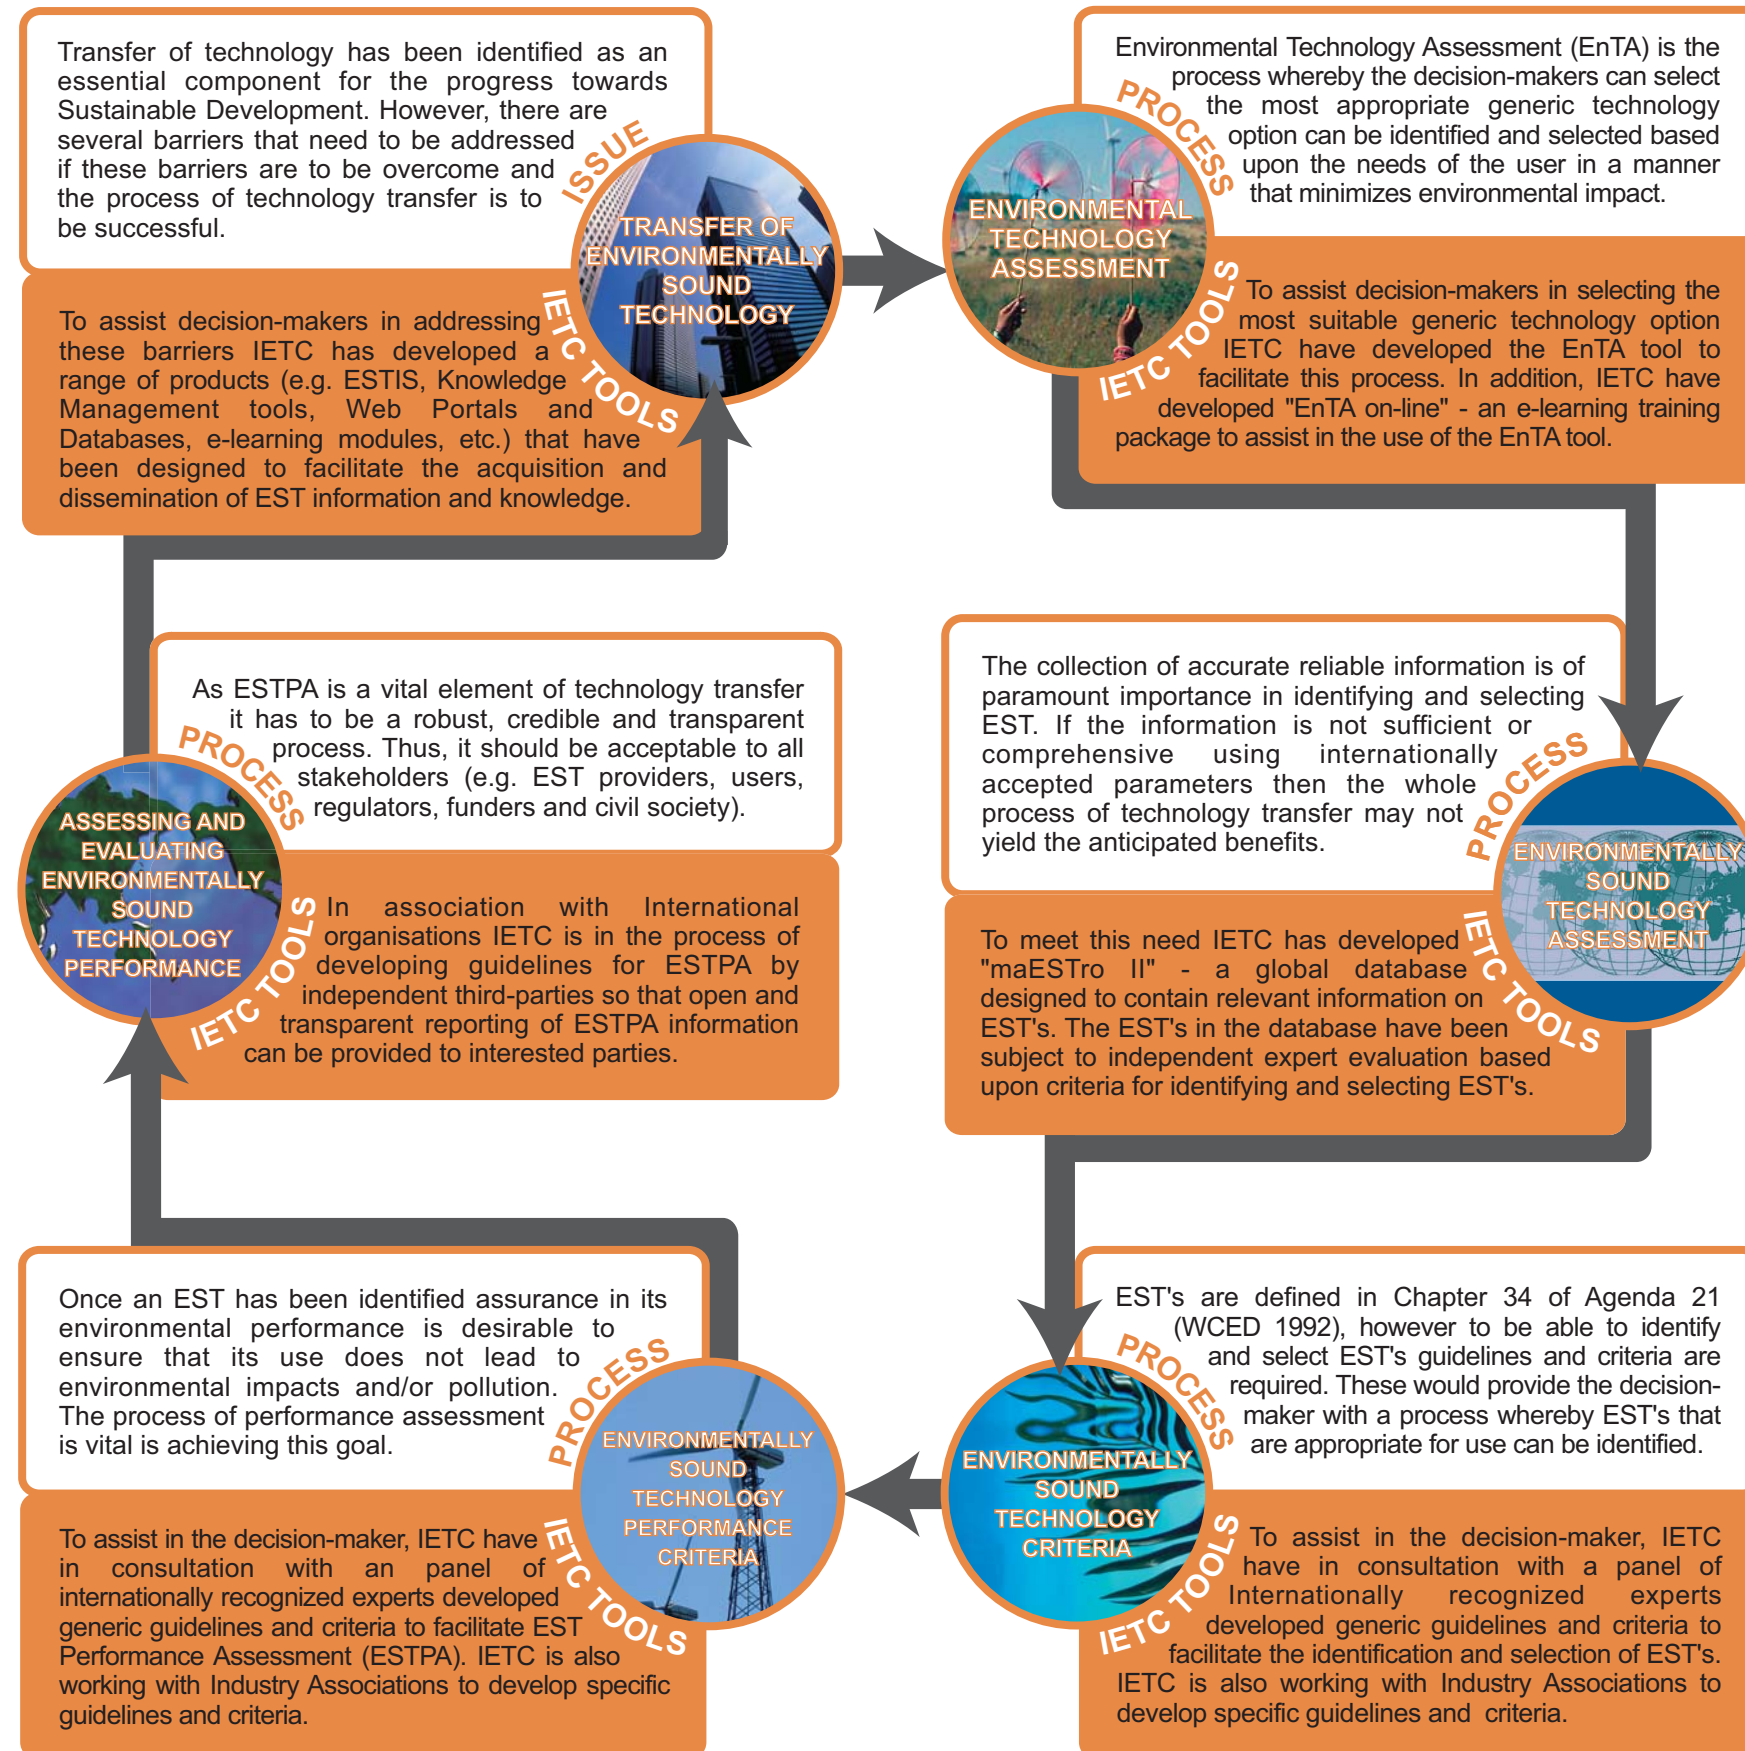 Transfer of technology has been identified as an
essential component for the progress towards
Sustainable Development. However, there are
several barriers that need to be addressed
if these barriers are to be overcome and
the process of technology transfer is to
be successful.
ISSUE
TRANSFER OF
ENVIRONMENTALLY
SOUND
TECHNOLOGY
IETC TOOLS
To assist decision-makers in addressing
these barriers IETC has developed a
range of products (e.g. ESTIS, Knowledge
Management tools, Web Portals and
Databases, e-learning modules, etc.) that have
been designed to facilitate the acquisition and
dissemination of EST information and knowledge.
Environmental Technology Assessment (EnTA) is the
process whereby the decision-makers can select
the most appropriate generic technology
option can be identified and selected based
upon the needs of the user in a manner
that minimizes environmental impact.
PROCESS
ENVIRONMENTAL
TECHNOLOGY
ASSESSMENT
IETC TOOLS
To assist decision-makers in selecting the
most suitable generic technology option
IETC have developed the EnTA tool to
facilitate this process. In addition, IETC have
developed "EnTA on-line" - an e-learning training
package to assist in the use of the EnTA tool.
As ESTPA is a vital element of technology transfer
it has to be a robust, credible and transparent
process. Thus, it should be acceptable to all
stakeholders (e.g. EST providers, users,
regulators, funders and civil society).
PROCESS
ASSESSING AND
EVALUATING
ENVIRONMENTALLY
SOUND
TECHNOLOGY
PERFORMANCE
IETC TOOLS
In association with International
organisations IETC is in the process of
developing guidelines for ESTPA by
independent third-parties so that open and
transparent reporting of ESTPA information
can be provided to interested parties.
The collection of accurate reliable information is of
paramount importance in identifying and selecting
EST. If the information is not sufficient or
comprehensive using internationally
accepted parameters then the whole
process of technology transfer may not
yield the anticipated benefits.
PROCESS
ENVIRONMENTALLY
SOUND
TECHNOLOGY
ASSESSMENT
IETC TOOLS
To meet this need IETC has developed
"maESTro II" - a global database
designed to contain relevant information on
EST's. The EST's in the database have been
subject to independent expert evaluation based
upon criteria for identifying and selecting EST's.
Once an EST has been identified assurance in its
environmental performance is desirable to
ensure that its use does not lead to
environmental impacts and/or pollution.
The process of performance assessment
is vital is achieving this goal.
PROCESS
ENVIRONMENTALLY
SOUND
TECHNOLOGY
PERFORMANCE
CRITERIA
IETC TOOLS
To assist in the decision-maker, IETC have
in consultation with an panel of
internationally recognized experts developed
generic guidelines and criteria to facilitate EST
Performance Assessment (ESTPA). IETC is also
working with Industry Associations to develop specific
guidelines and criteria.
EST's are defined in Chapter 34 of Agenda 21
(WCED 1992), however to be able to identify
and select EST's guidelines and criteria are
required. These would provide the decision-
maker with a process whereby EST's that
are appropriate for use can be identified.
PROCESS
ENVIRONMENTALLY
SOUND
TECHNOLOGY
CRITERIA
IETC TOOLS
To assist in the decision-maker, IETC
have in consultation with a panel of
Internationally recognized experts
developed generic guidelines and criteria to
facilitate the identification and selection of EST's.
IETC is also working with Industry Associations to
develop specific guidelines and criteria.